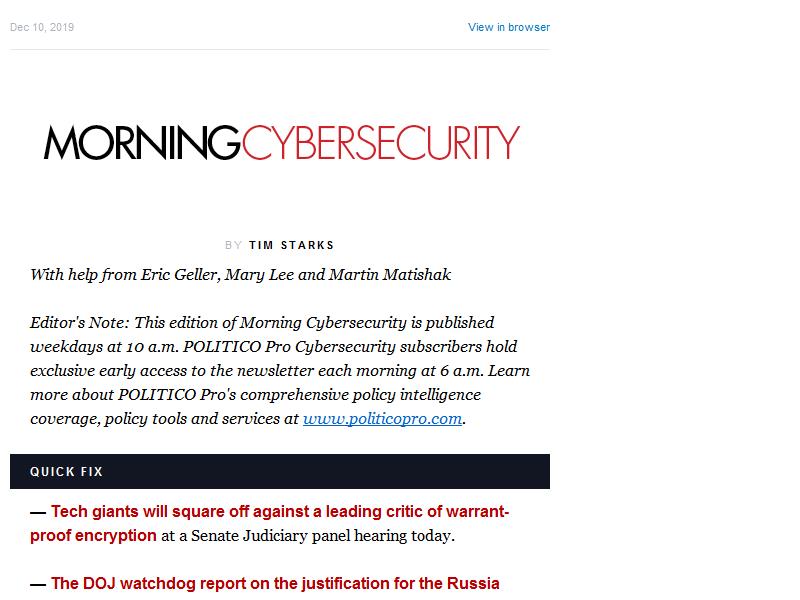 Dec 10, 2019 View in browser
MORNINGCYBERSECURITY
BY TIM STARKS
With help from Eric Geller, Mary Lee and Martin Matishak
Editor's Note: This edition of Morning Cybersecurity is published
weekdays at 10 a.m. POLITICO Pro Cybersecurity subscribers hold
exclusive early access to the newsletter each morning at 6 a.m. Learn
more about POLITICO Pro's comprehensive policy intelligence
coverage, policy tools and services at www.politicopro.com.
QUICK FIX
— Tech giants will square off against a leading critic of warrant-
proof encryption at a Senate Judiciary panel hearing today.
— The DOJ watchdog report on the justification for the Russia